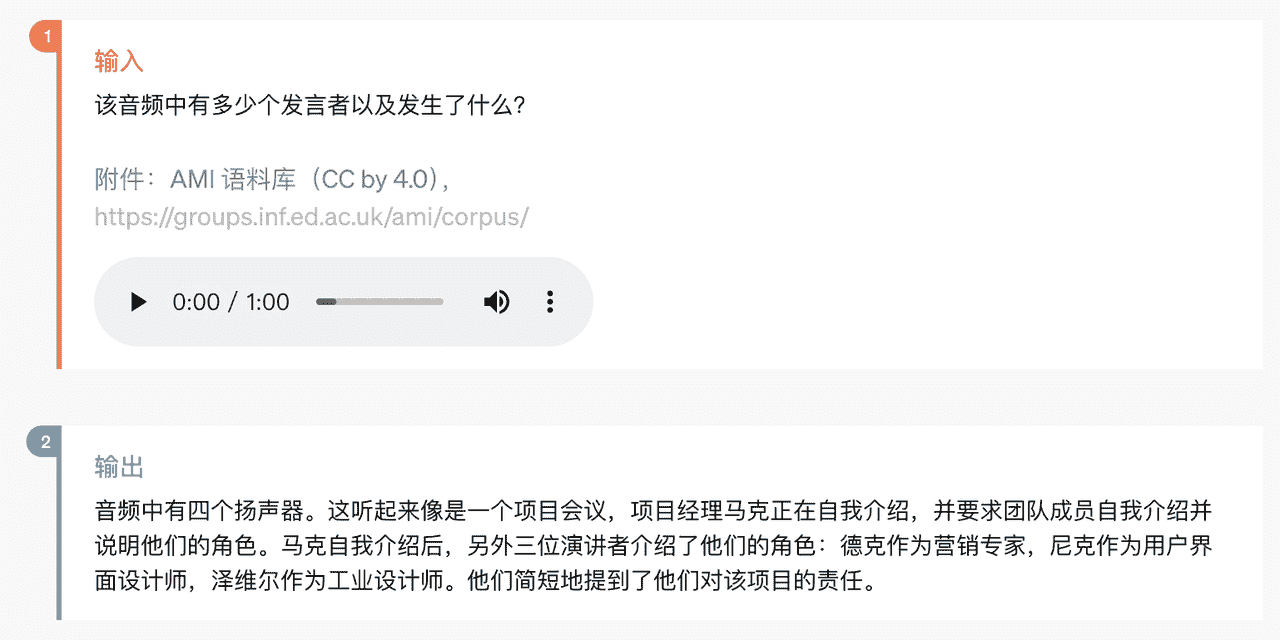 1
输入
该音频中有多少个发言者以及发生了什么?
附件：AMI 语料库（CC by 4.0），
https://groups.inf.ed.ac.uk/ami/corpus/
0:00 / 1:00
2
输出
音频中有四个扬声器。这听起来像是一个项目会议，项目经理马克正在自我介绍，并要求团队成员自我介绍并
说明他们的角色。马克自我介绍后，另外三位演讲者介绍了他们的角色：德克作为营销专家，尼克作为用户界
面设计师，泽维尔作为工业设计师。他们简短地提到了他们对该项目的责任。